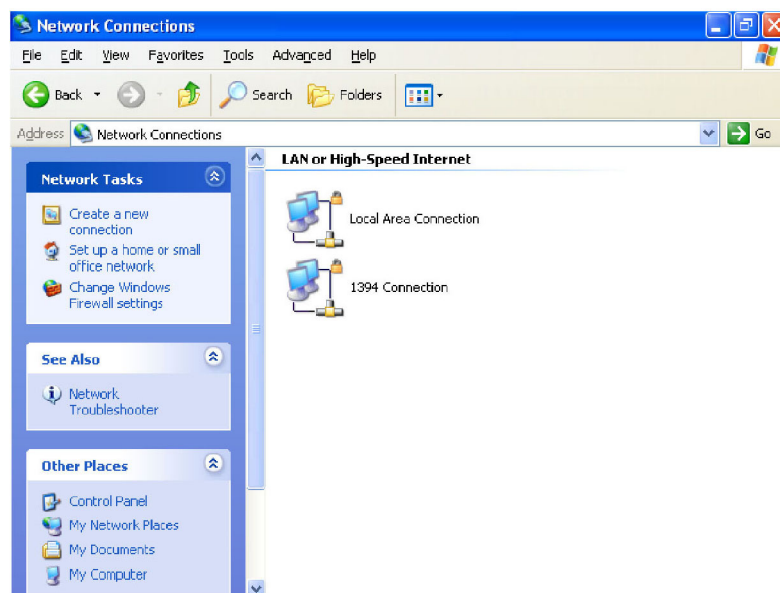 Network Connections
File Edit View Favorites Tools Advanced Help
Back Search Folders
Address Network Connections Go
Network Tasks
Create a new
connection
Set up a home or small
office network
Change Windows
Firewall settings
See Also
Network
Troubleshooter
Other Places
Control Panel
My Network Places
My Documents
My Computer
LAN or High-Speed Internet
Local Area Connection
1394 Connection